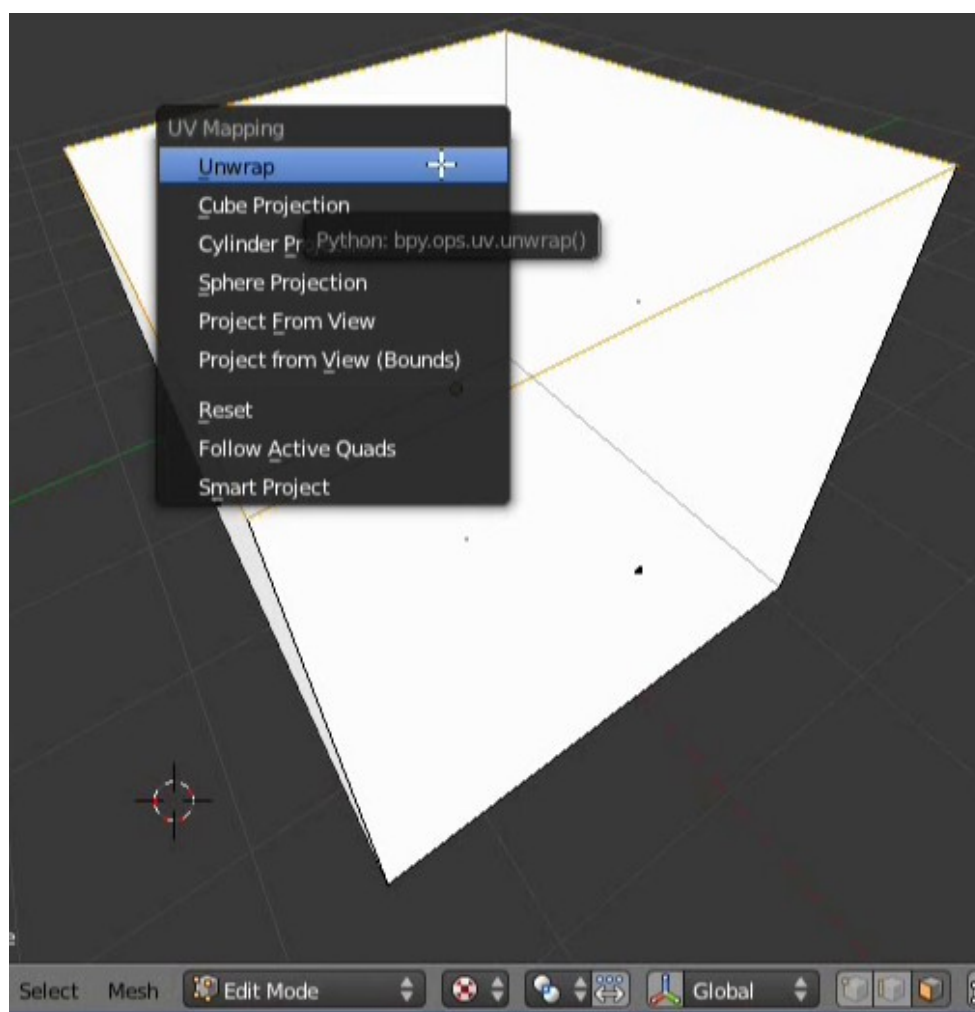 UV Mapping
Unwrap
Cube Projection
Cylinder Pr
Python: bpy.ops.uv.unwrap()
Sphere Projection
Project From View
Project from View (Bounds)
Reset
Follow Active Quads
Smart Project
Select Mesh Edit Mode Global